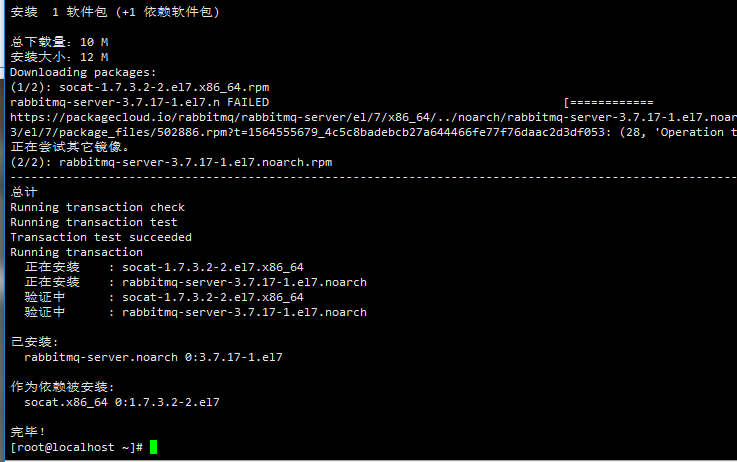 安装  1 软件包 (+1 依赖软件包)
总下载量：10 M
安装大小：12 M
Downloading packages:
(1/2): socat-1.7.3.2-2.el7.x86_64.rpm
rabbitmq-server-3.7.17-1.el7.n FAILED [============
https://packagecloud.io/rabbitmq/rabbitmq-server/el/7/x86_64/../noarch/rabbitmq-server-3.7.17-1.el7.noar
3/el/7/package_files/502886.rpm?t=1564555679_4c5c8badebcb27a644466fe77f76daac2d3df053: (28, 'Operation t
正在尝试其它镜像。
(2/2): rabbitmq-server-3.7.17-1.el7.noarch.rpm
--------------------------------------------------------------------------------------------------------
总计
Running transaction check
Running transaction test
Transaction test succeeded
Running transaction
正在安装    : socat-1.7.3.2-2.el7.x86_64
正在安装    : rabbitmq-server-3.7.17-1.el7.noarch
验证中      : socat-1.7.3.2-2.el7.x86_64
验证中      : rabbitmq-server-3.7.17-1.el7.noarch
已安装:
rabbitmq-server.noarch 0:3.7.17-1.el7
作为依赖被安装:
socat.x86_64 0:1.7.3.2-2.el7
完毕！
[root@localhost ~]#